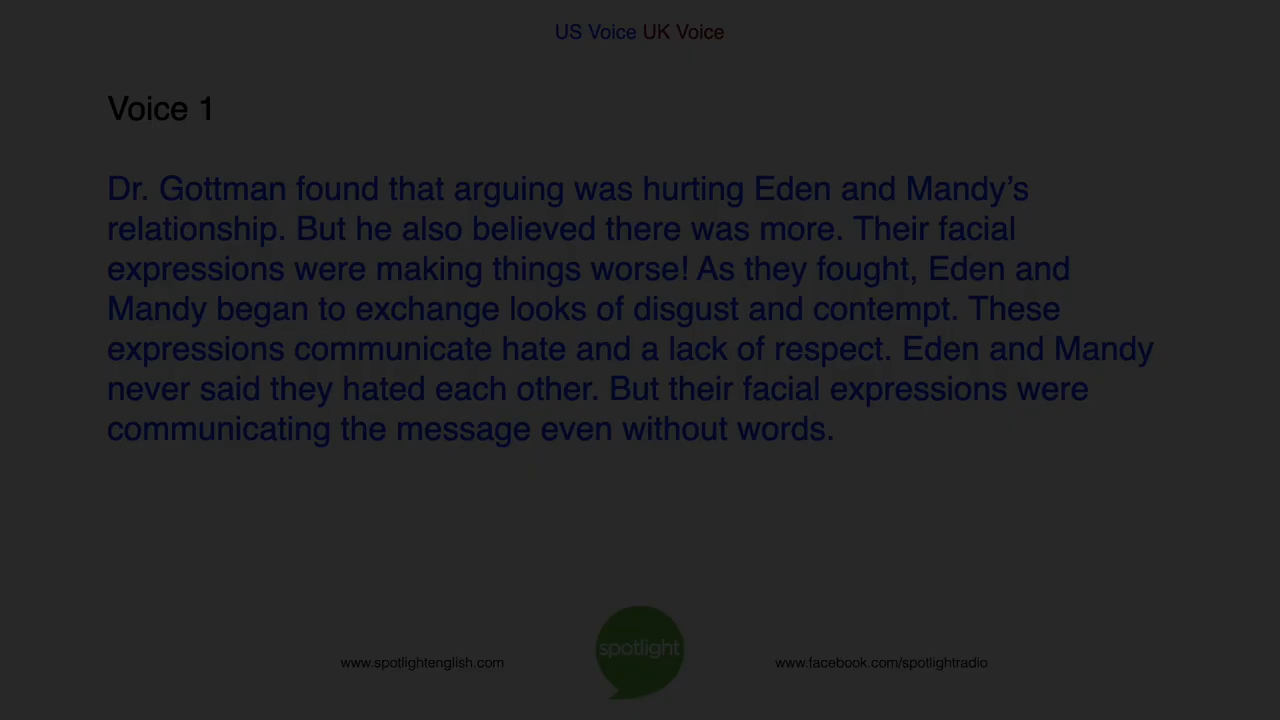 US Voice UK Voice
Voice 1
Dr. Gottman found that arguing was hurting Eden and Mandy’s
relationship. But he also believed there was more. Their facial
expressions were making things worse! As they fought, Eden and
Mandy began to exchange looks of disgust and contempt. These
expressions communicate hate and a lack of respect. Eden and Mandy
never said they hated each other. But their facial expressions were
communicating the message even without words.
spotlight
www.spotlightenglish.com www.facebook.com/spotlightradio